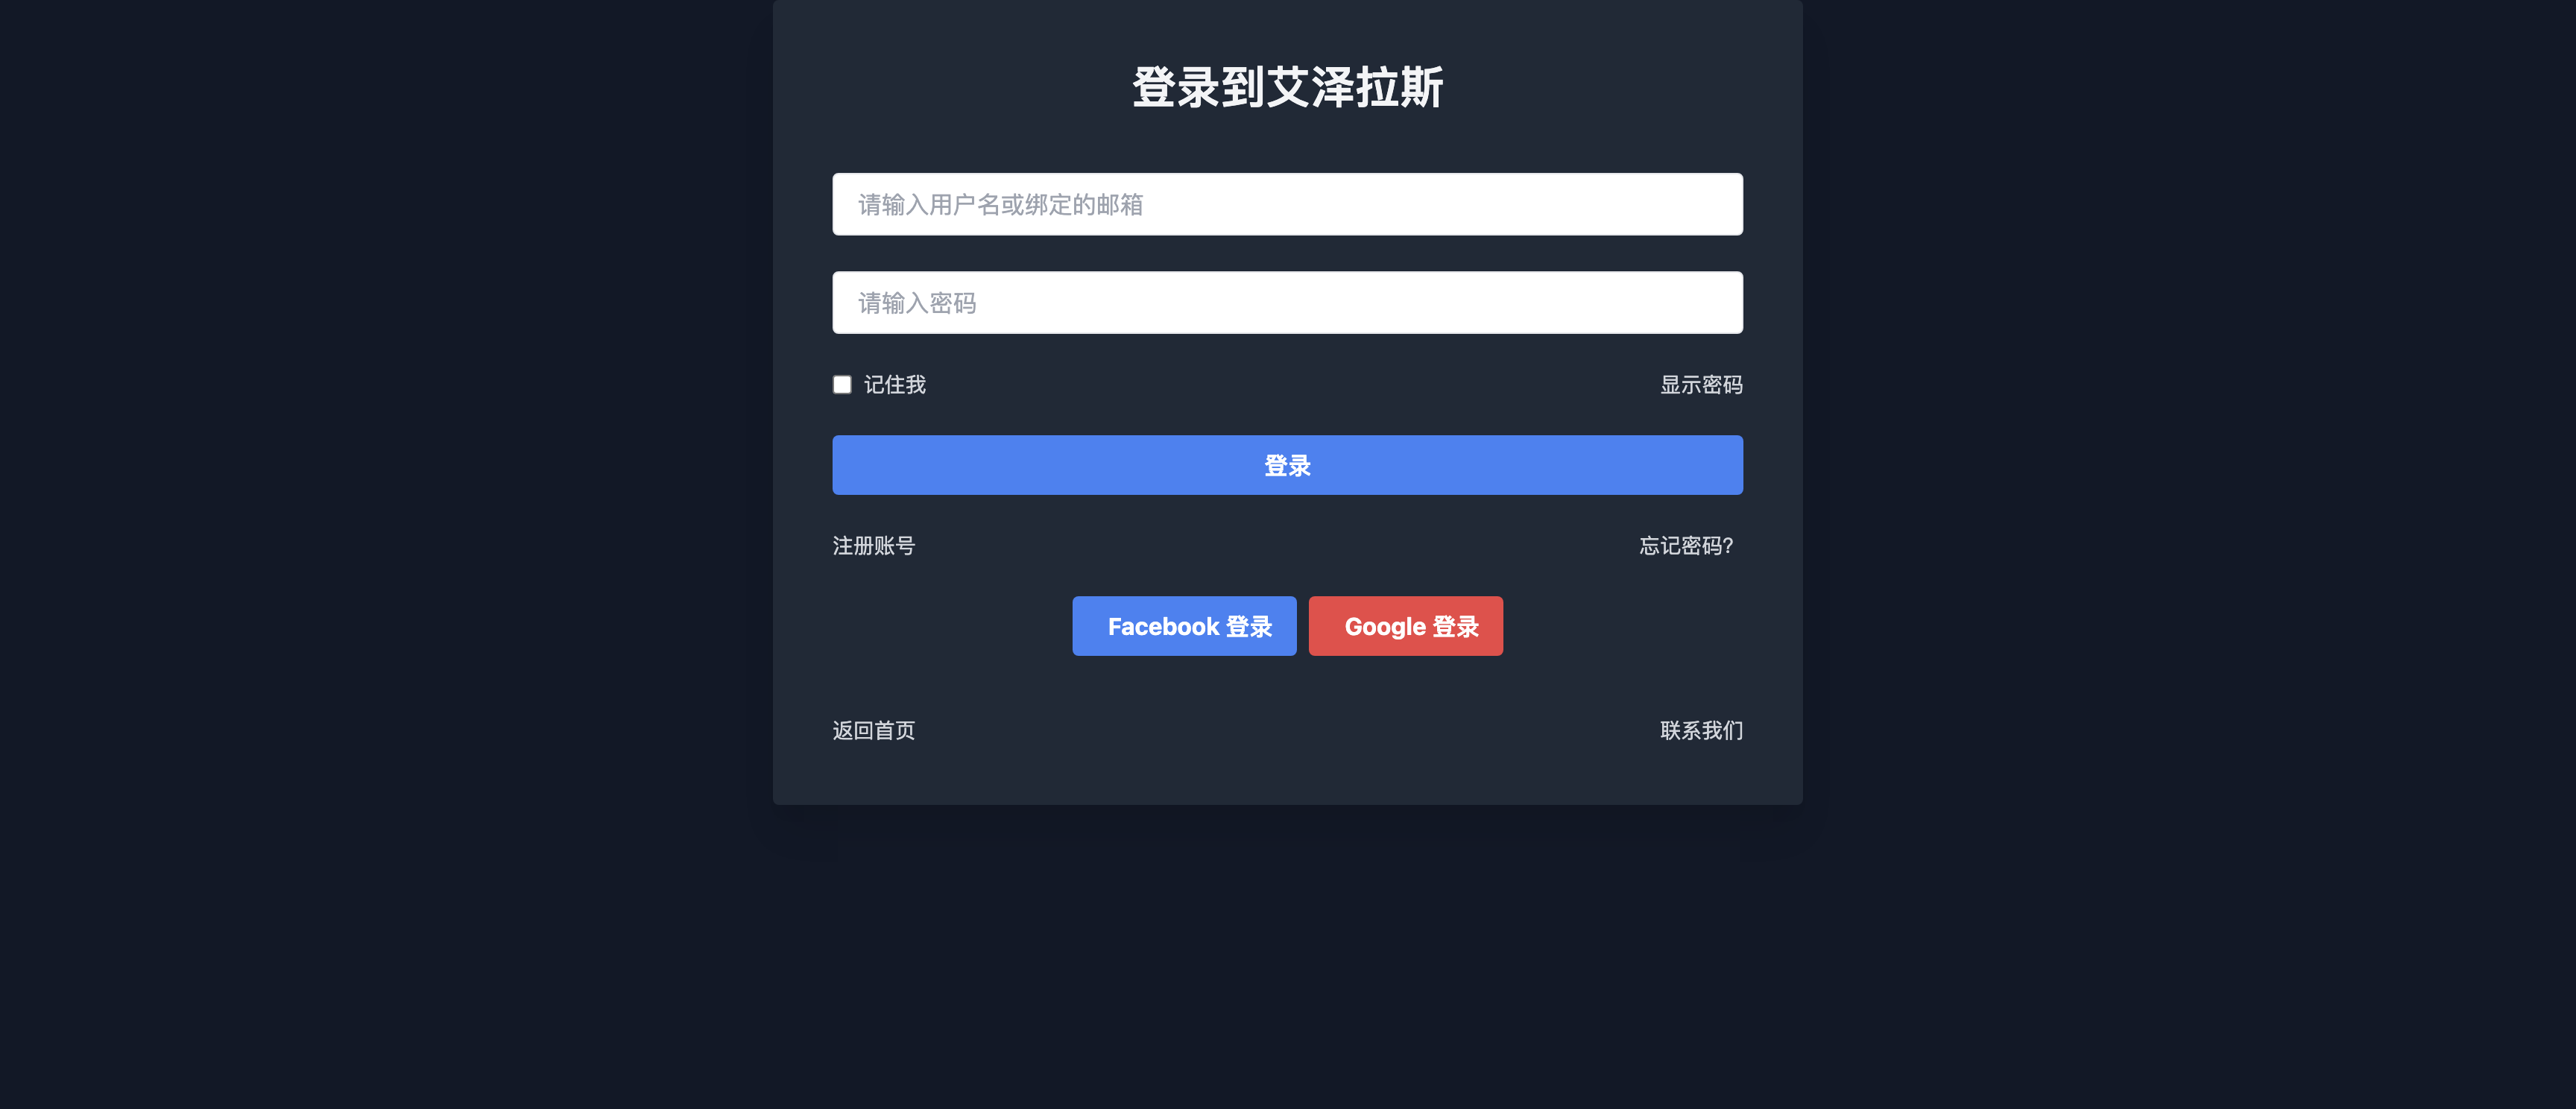 登录到艾泽拉斯
请输入用户名或绑定的邮箱
请输入密码
记住我 显示密码
登录
注册账号 忘记密码？
Facebook 登录 Google 登录
返回首页 联系我们